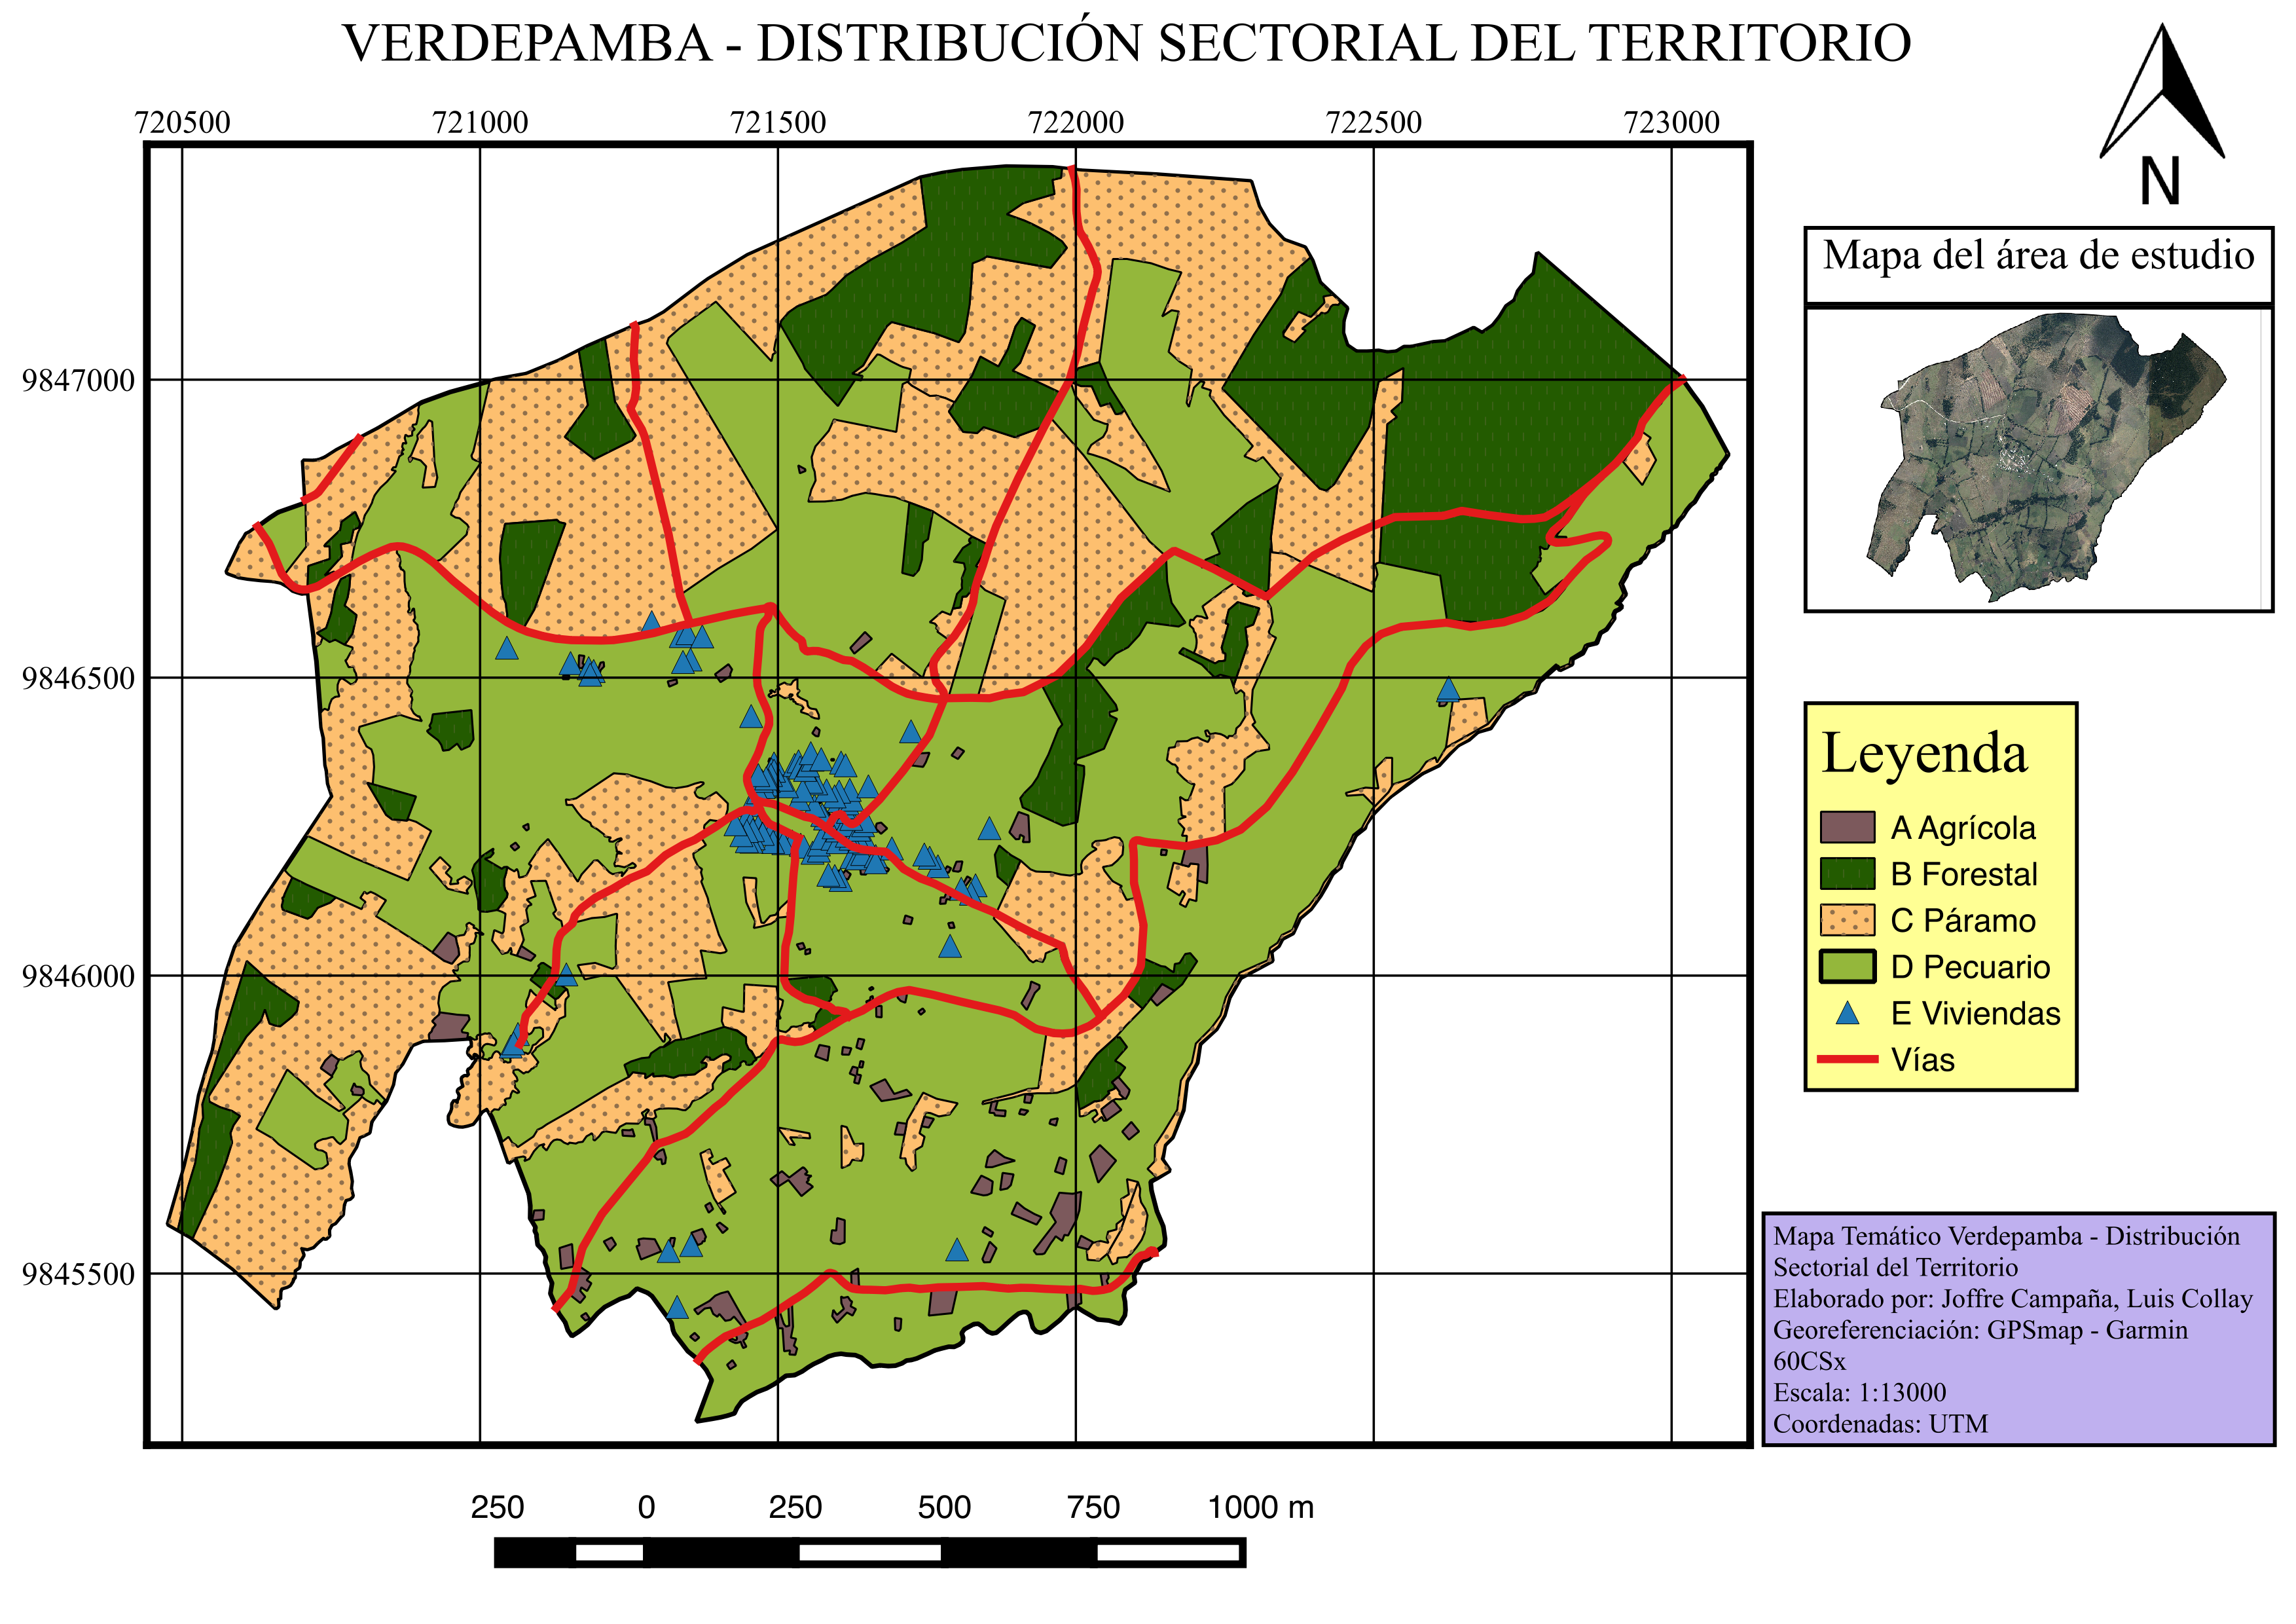 VERDEPAMBA - DISTRIBUCIÓN SECTORIAL DEL TERRITORIO
N
720500 721000 721500 722000 722500 723000
9847000
9846500
9846000
9845500
Mapa del área de estudio
Leyenda
A Agrícola
B Forestal
C Páramo
D Pecuario
E Viviendas
Vías
Mapa Temático Verdepamba - Distribución
Sectorial del Territorio
Elaborado por: Joffre Campaña, Luis Collay
Georeferenciación: GPSmap - Garmin
60CSx
Escala: 1:13000
Coordenadas: UTM
250 0 250 500 750 1000 m